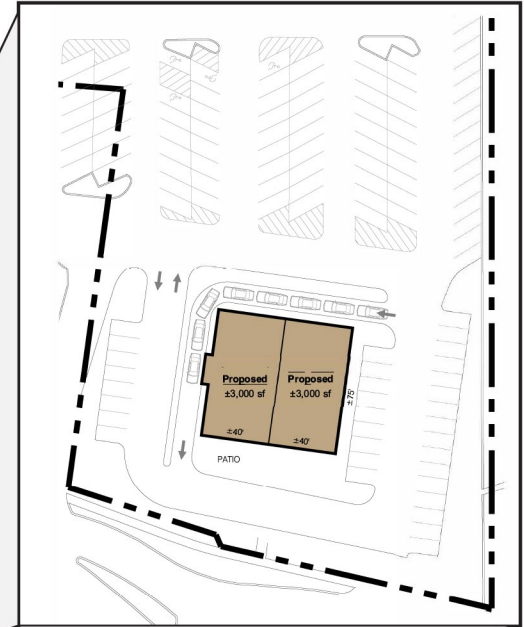 Proposed
±3,000 sf
Proposed
±3,000 sf
±75'
±40'
±40'
PATIO